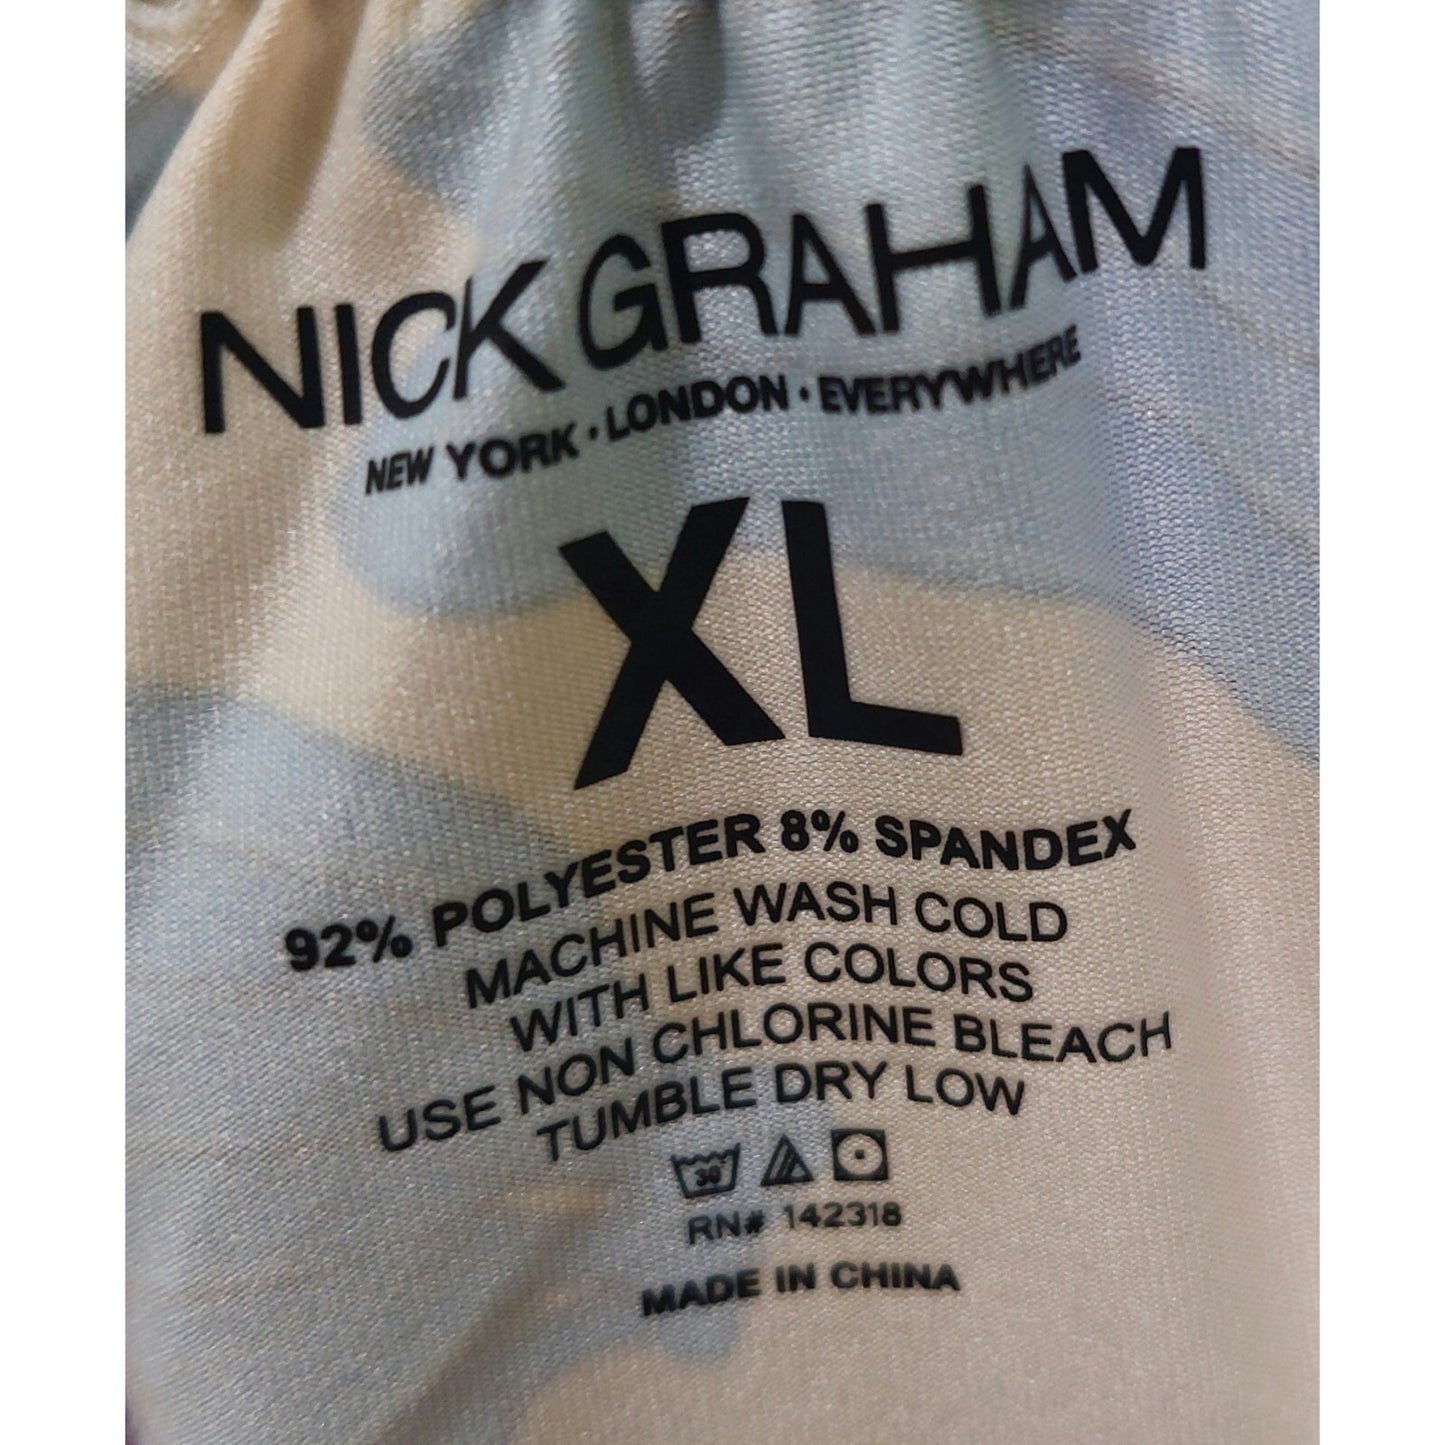 NICK GRAHAM
NEW YORK · LONDON · EVERYWHERE
XL
92% POLYESTER 8% SPANDEX
MACHINE WASH COLD
WITH LIKE COLORS
USE NON CHLORINE BLEACH
TUMBLE DRY LOW
30
RN# 142318
MADE IN CHINA